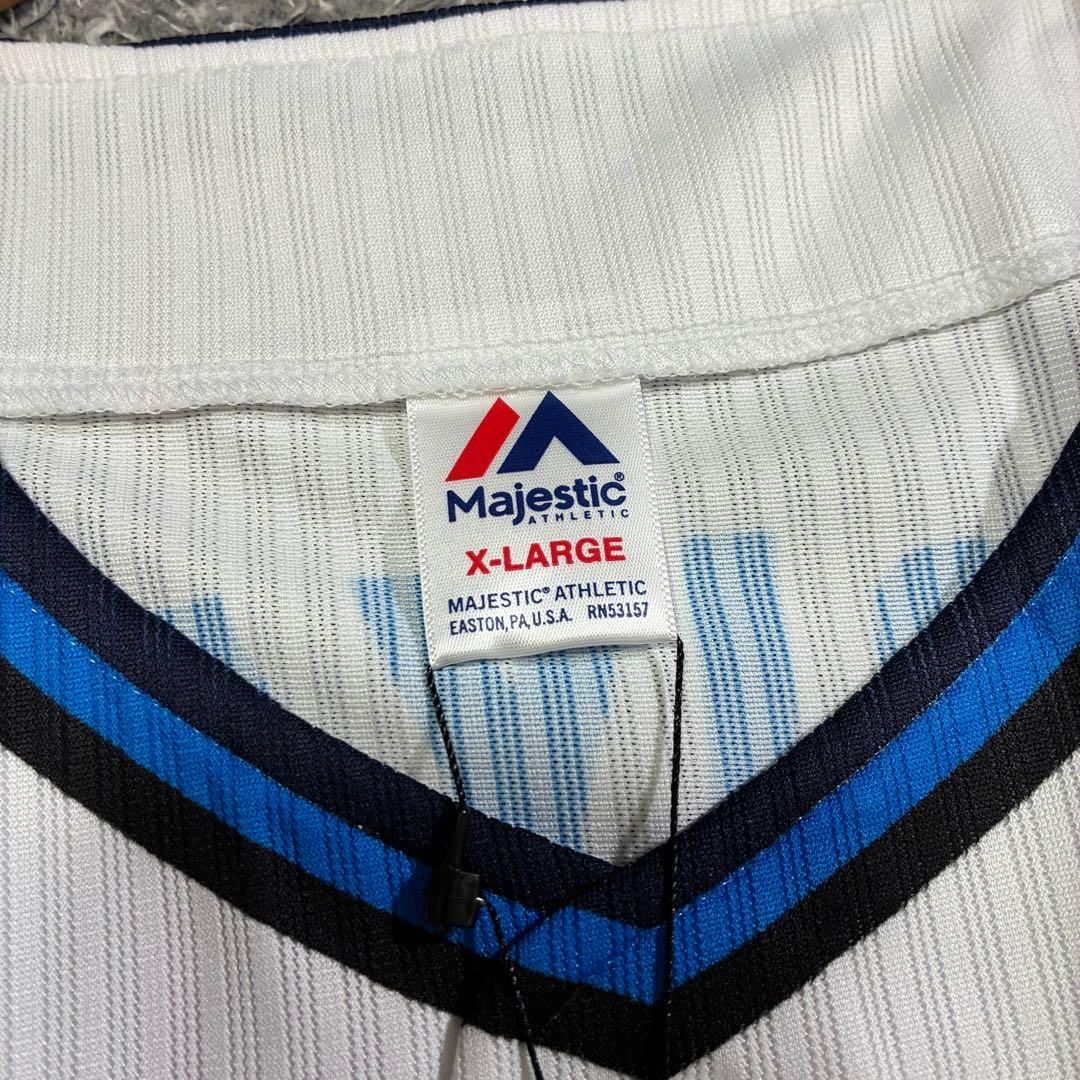 Majestic®
ATHLETIC
X-LARGE
MAJESTIC® ATHLETIC
EASTON, PA, U.S.A. RN53157